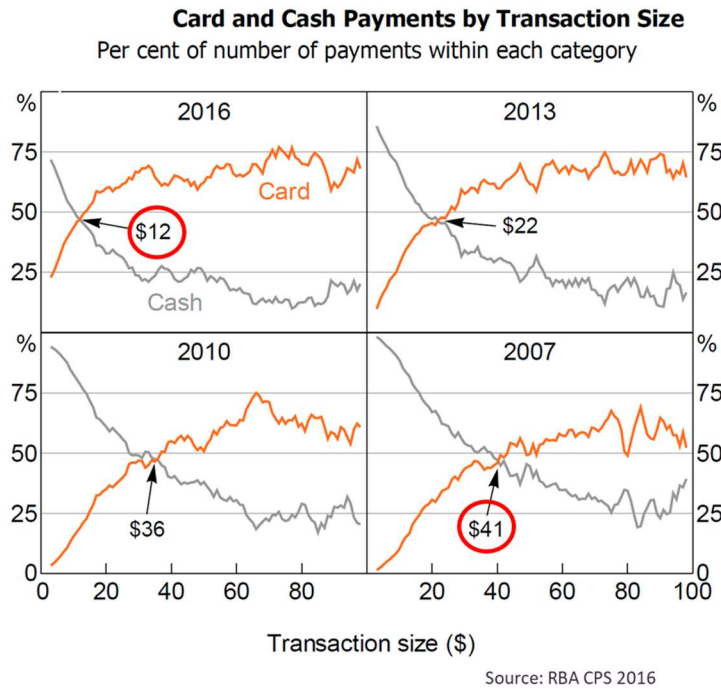 Card and Cash Payments by Transaction Size
Per cent of number of payments within each category
% 2016 2013 %
75 75
Card
50 $12 $22 50
25 Cash 25
% 2010 2007 %
75 75
50 50
25 $36 $41 25
0 0
0 20 40 60 80 20 40 60 80 100
Transaction size ($)
Source: RBA CPS 2016